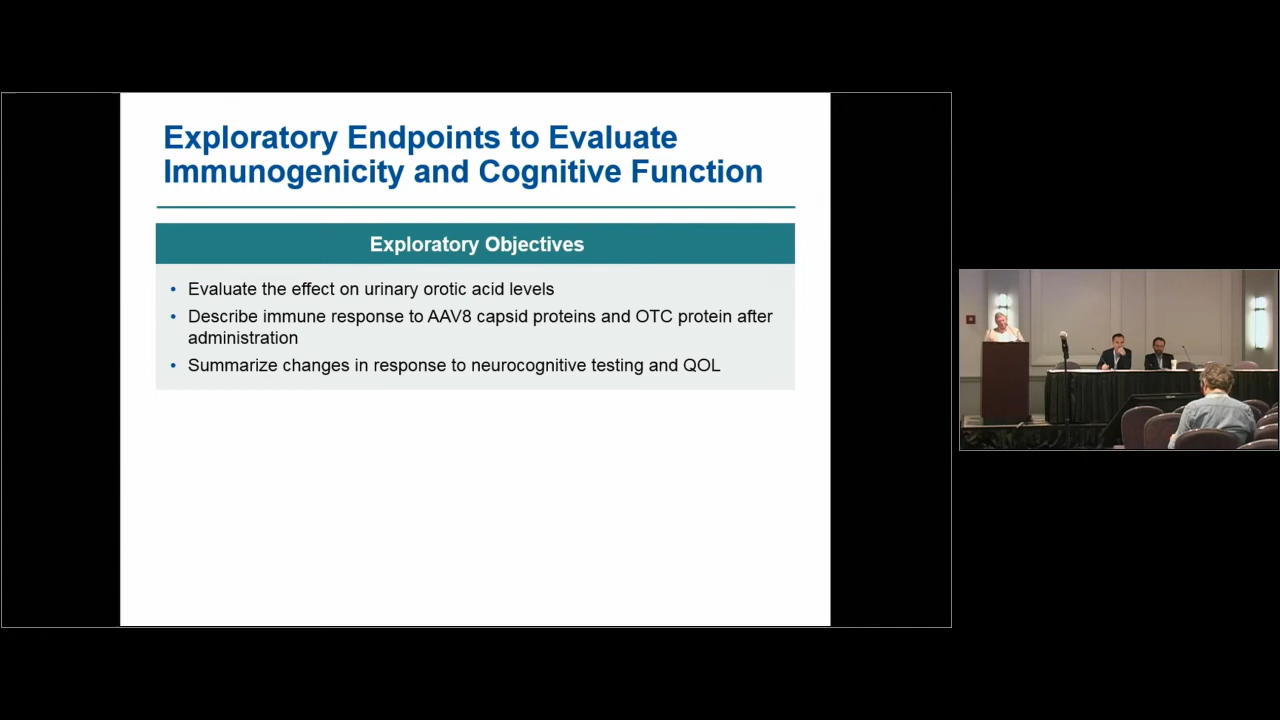 Exploratory Endpoints to Evaluate
Immunogenicity and Cognitive Function
Exploratory Objectives
• Evaluate the effect on urinary orotic acid levels
• Describe immune response to AAV8 capsid proteins and OTC protein after
administration
• Summarize changes in response to neurocognitive testing and QOL